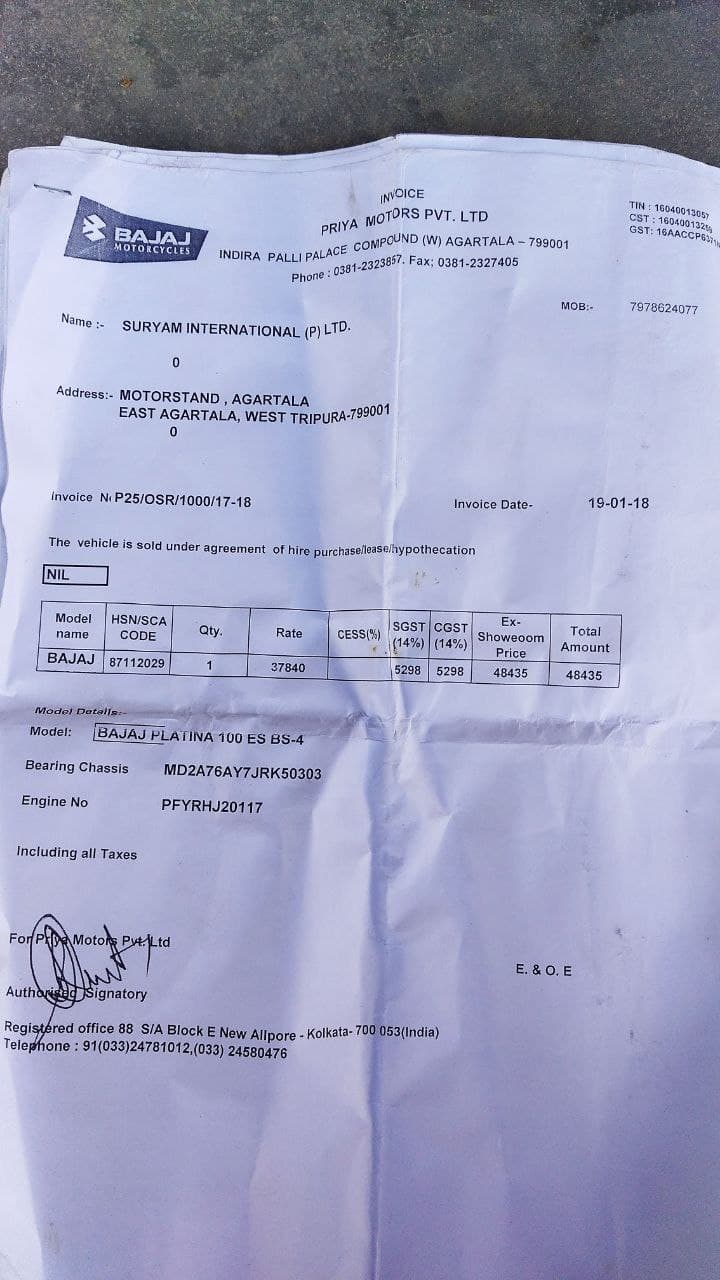 INVOICE
BAJAJ
MOTORCYCLES
PRIYA MOTORS PVT. LTD
INDIRA PALLI PALACE COMPOUND (W) AGARTALA – 799001
Phone : 0381-2323857. Fax; 0381-2327405
TIN : 16040013057
CST : 16040013259
GST: 16AACCP6371
MOB:- 7978624077
Name :- SURYAM INTERNATIONAL (P) LTD.
0
Address:- MOTORSTAND , AGARTALA
EAST AGARTALA, WEST TRIPURA-799001
0
Invoice N P25/OSR/1000/17-18 Invoice Date- 19-01-18
The vehicle is sold under agreement of hire purchase/lease/hypothecation
NIL
Model name HSN/SCA CODE Qty. Rate CESS(%) SGST (14%) CGST (14%) Ex-Showeoom Price Total Amount
BAJAJ 87112029 1 37840 5298 5298 48435 48435
Model Details:-
Model: BAJAJ PLATINA 100 ES BS-4
Bearing Chassis MD2A76AY7JRK50303
Engine No PFYRHJ20117
Including all Taxes
For Priya Motors Pvt. Ltd
E. & O. E
Authorised Signatory
Registered office 88 S/A Block E New Allpore - Kolkata- 700 053(India)
Telephone : 91(033)24781012,(033) 24580476